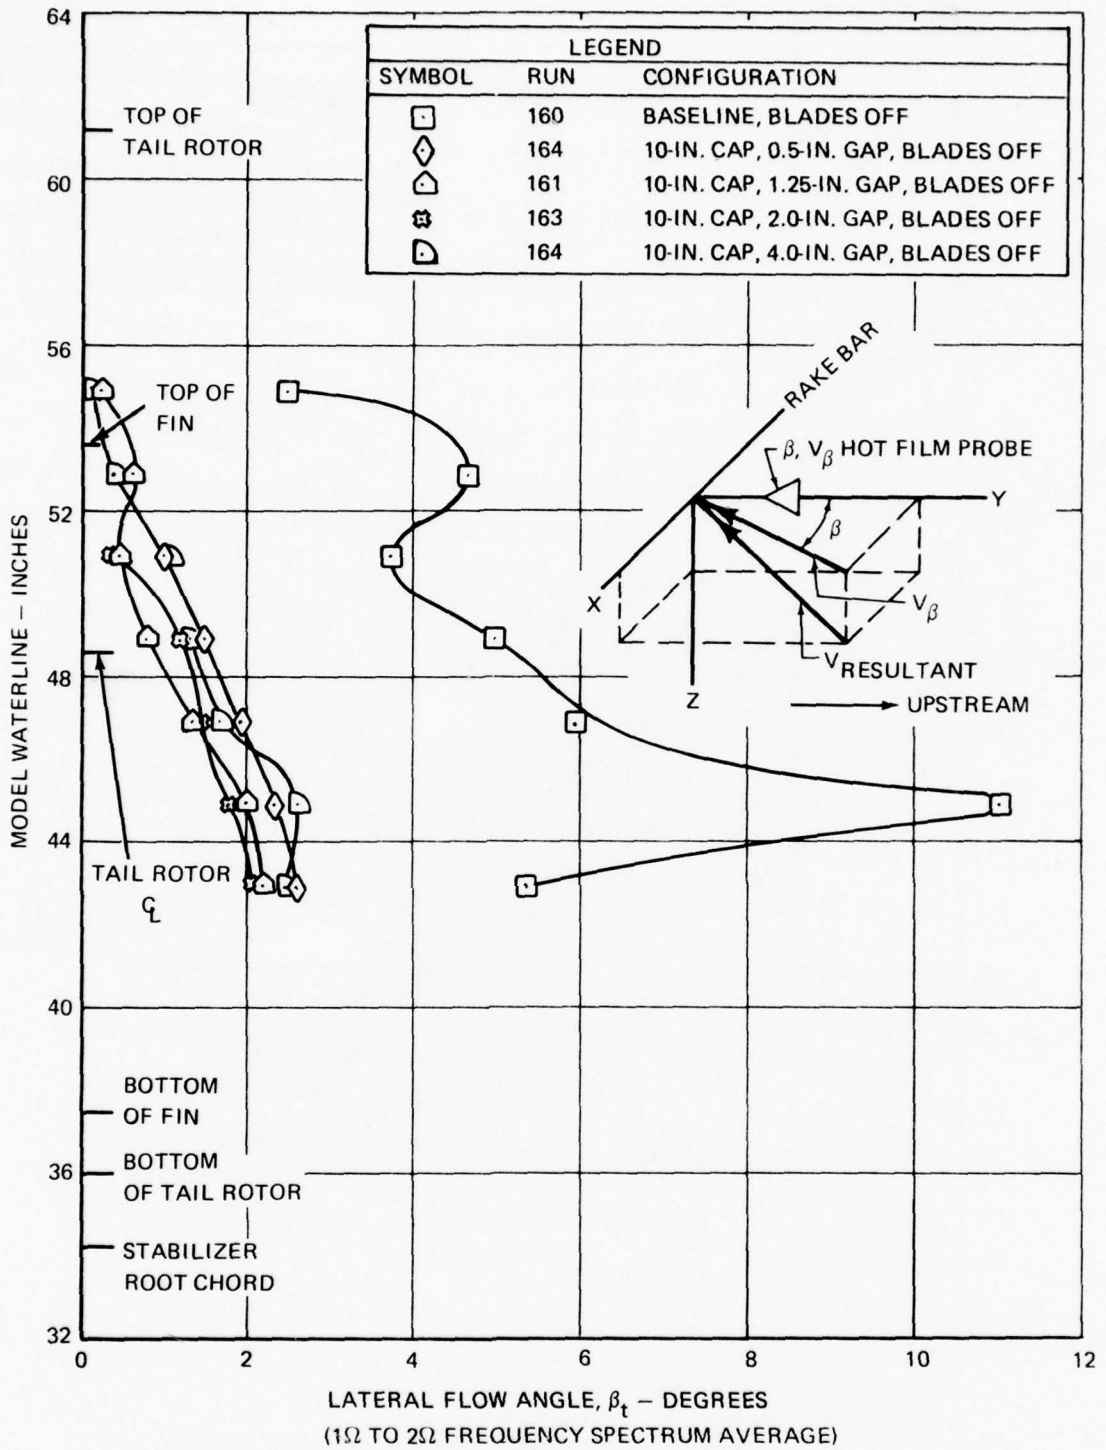 64
LEGEND
SYMBOL RUN CONFIGURATION
160 BASELINE, BLADES OFF
164 10-IN. CAP, 0.5-IN. GAP, BLADES OFF
161 10-IN. CAP, 1.25-IN. GAP, BLADES OFF
163 10-IN. CAP, 2.0-IN. GAP, BLADES OFF
164 10-IN. CAP, 4.0-IN. GAP, BLADES OFF
TOP OF
TAIL ROTOR
60
56
RAKE BAR
TOP OF
FIN
β, Vβ HOT FILM PROBE
Y
β
52
X
Vβ
V RESULTANT
Z
UPSTREAM
48
MODEL WATERLINE – INCHES
44
TAIL ROTOR
℄
40
BOTTOM
OF FIN
BOTTOM
OF TAIL ROTOR
36
STABILIZER
ROOT CHORD
32
0 2 4 6 8 10 12
LATERAL FLOW ANGLE, βt – DEGREES
(1Ω TO 2Ω FREQUENCY SPECTRUM AVERAGE)